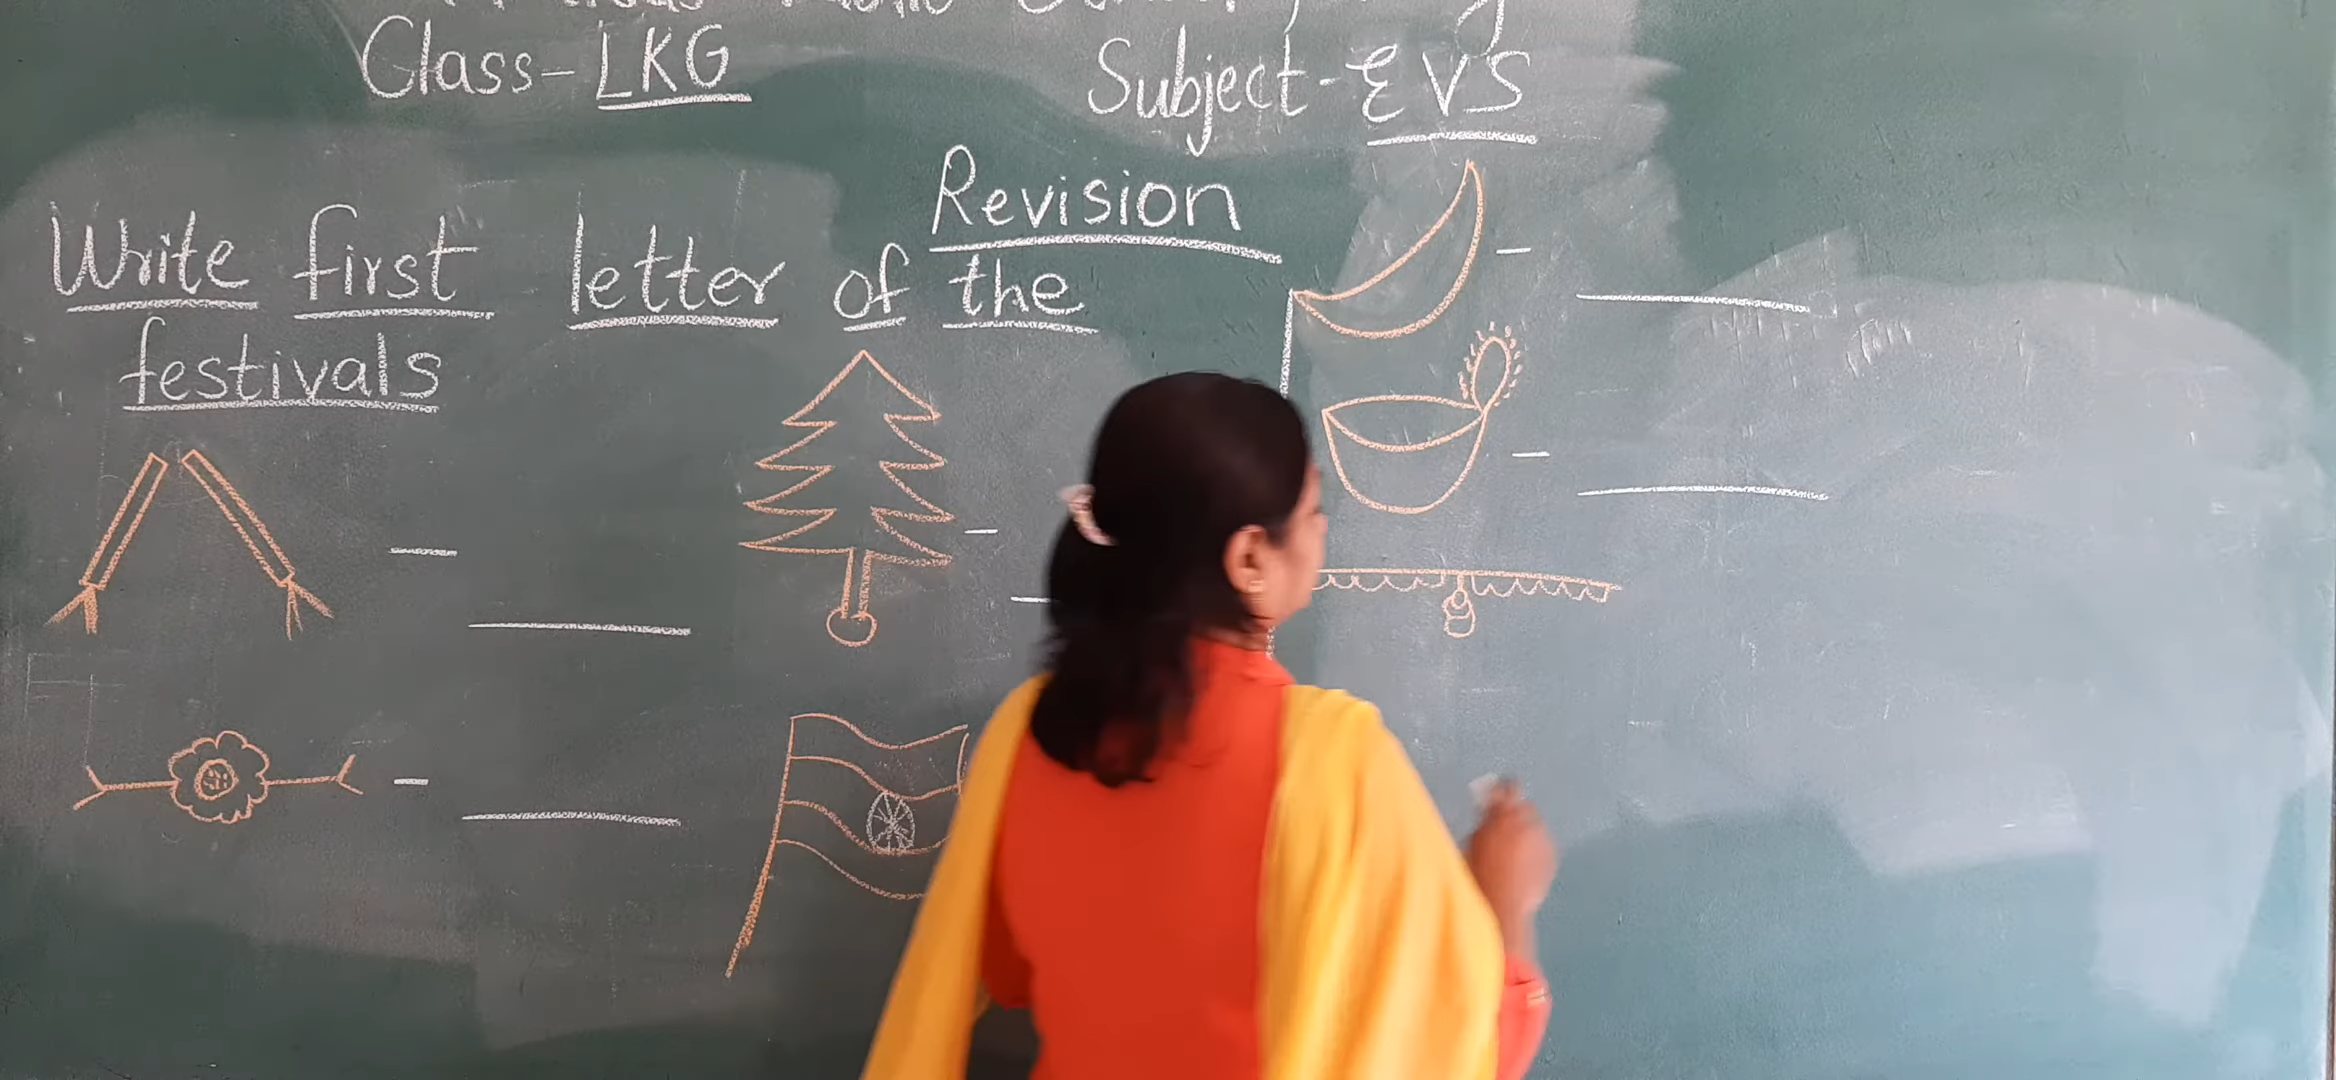 Class-LKG
Subject-EVS
Revision
Write first letter of the
festivals